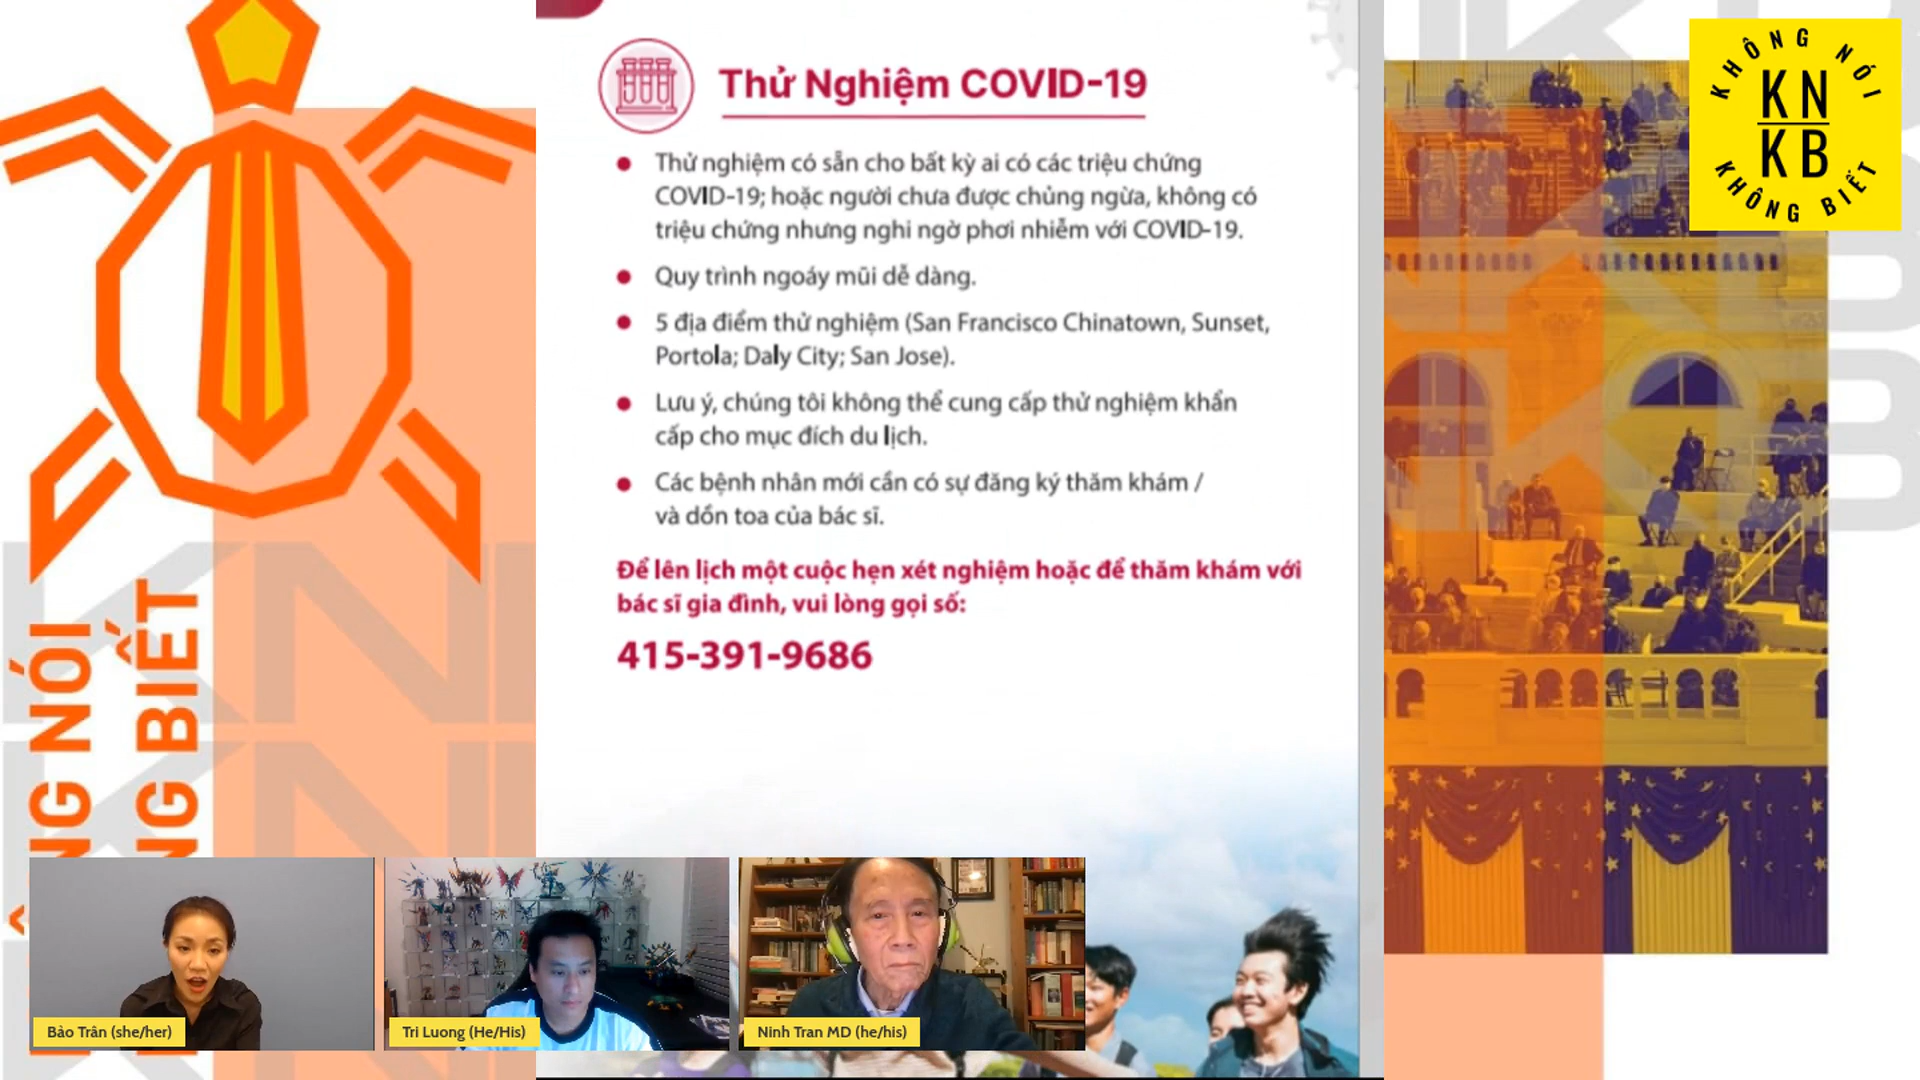 Thử Nghiệm COVID-19
Thử nghiệm có sẵn cho bất kỳ ai có các triệu chứng
COVID-19; hoặc người chưa được chủng ngừa, không có
triệu chứng nhưng nghi ngờ phơi nhiễm với COVID-19.
Quy trình ngoáy mũi dễ dàng.
5 địa điểm thử nghiệm (San Francisco Chinatown, Sunset,
Portola; Daly City; San Jose).
Lưu ý, chúng tôi không thể cung cấp thử nghiệm khẩn
cấp cho mục đích du lịch.
Các bệnh nhân mới cần có sự đăng ký thăm khám /
và dồn toa của bác sĩ.
Để lên lịch một cuộc hẹn xét nghiệm hoặc để thăm khám với
bác sĩ gia đình, vui lòng gọi số:
415-391-9686
KHÔNG NÓI
KN
KB
KHÔNG BIẾT
NÓI
BIẾT
Bảo Trân (she/her)
Tri Luong (He/His)
Ninh Tran MD (he/his)